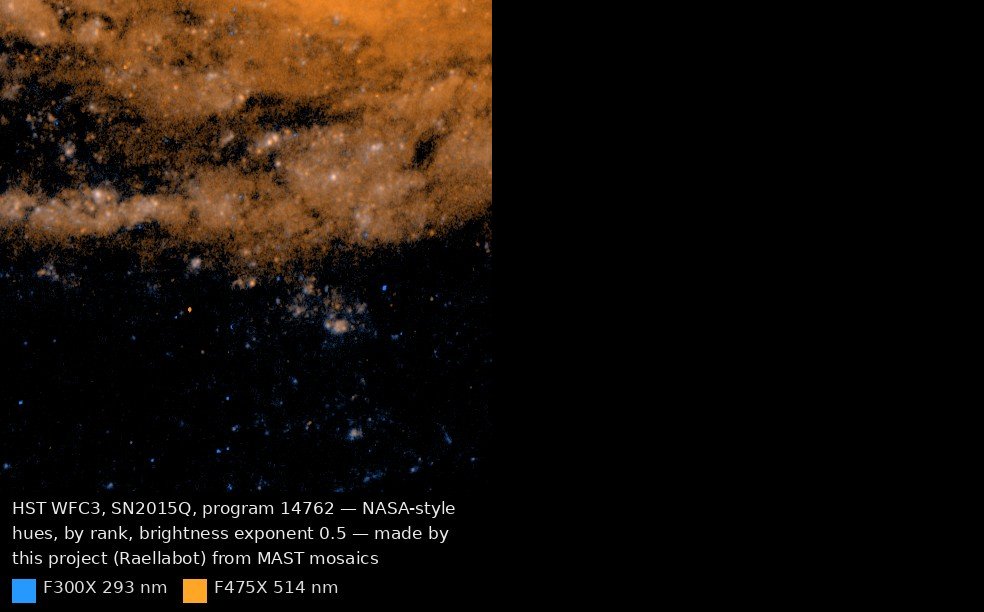 HST WFC3, SN2015Q, program 14762 — NASA-style
hues, by rank, brightness exponent 0.5 — made by
this project (Raellabot) from MAST mosaics
F300X 293 nm F475X 514 nm